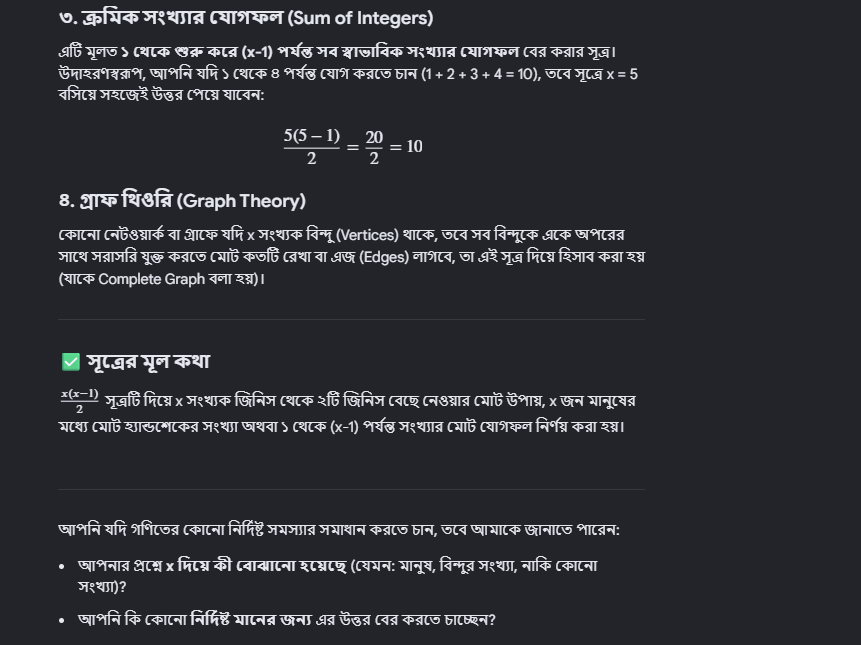 ৩. ক্রমিক সংখ্যার যোগফল (Sum of Integers)
এটি মূলত ১ থেকে শুরু করে (x-1) পর্যন্ত সব স্বাভাবিক সংখ্যার যোগফল বের করার সূত্র।
উদাহরণস্বরূপ, আপনি যদি ১ থেকে ৪ পর্যন্ত যোগ করতে চান (1 + 2 + 3 + 4 = 10), তবে সূত্রে x = 5
বসিয়ে সহজেই উত্তর পেয়ে যাবেন:
5(5 − 1)/2 = 20/2 = 10
৪. গ্রাফ থিওরি (Graph Theory)
কোনো নেটওয়ার্ক বা গ্রাফে যদি x সংখ্যক বিন্দু (Vertices) থাকে, তবে সব বিন্দুকে একে অপরের
সাথে সরাসরি যুক্ত করতে মোট কতটি রেখা বা এজ (Edges) লাগবে, তা এই সূত্র দিয়ে হিসাব করা হয়
(যাকে Complete Graph বলা হয়)।
✅ সূত্রের মূল কথা
x(x−1)/2 সূত্রটি দিয়ে x সংখ্যক জিনিস থেকে ২টি জিনিস বেছে নেওয়ার মোট উপায়, x জন মানুষের
মধ্যে মোট হ্যান্ডশেকের সংখ্যা অথবা ১ থেকে (x-1) পর্যন্ত সংখ্যার মোট যোগফল নির্ণয় করা হয়।
আপনি যদি গণিতের কোনো নির্দিষ্ট সমস্যার সমাধান করতে চান, তবে আমাকে জানাতে পারেন:
• আপনার প্রশ্নে x দিয়ে কী বোঝানো হয়েছে (যেমন: মানুষ, বিন্দুর সংখ্যা, নাকি কোনো
সংখ্যা)?
• আপনি কি কোনো নির্দিষ্ট মানের জন্য এর উত্তর বের করতে চাচ্ছেন?